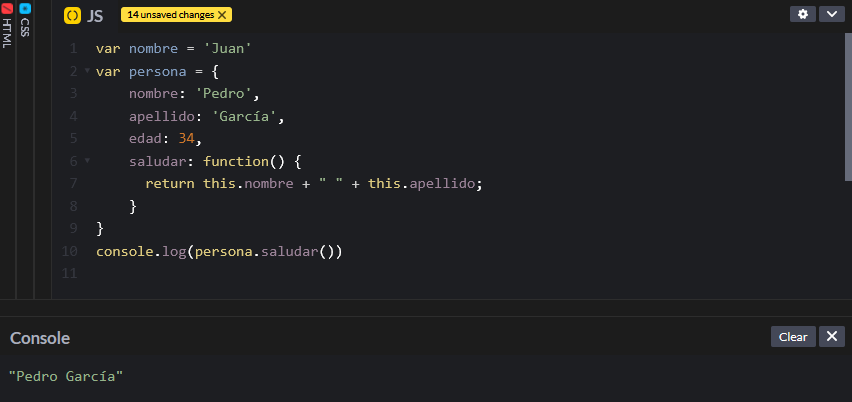 HTML
CSS
JS
14 unsaved changes X
1 var nombre = 'Juan'
2 var persona = {
3 nombre: 'Pedro',
4 apellido: 'García',
5 edad: 34,
6 saludar: function() {
7 return this.nombre + " " + this.apellido;
8 }
9 }
10 console.log(persona.saludar())
11
Console
Clear X
"Pedro García"